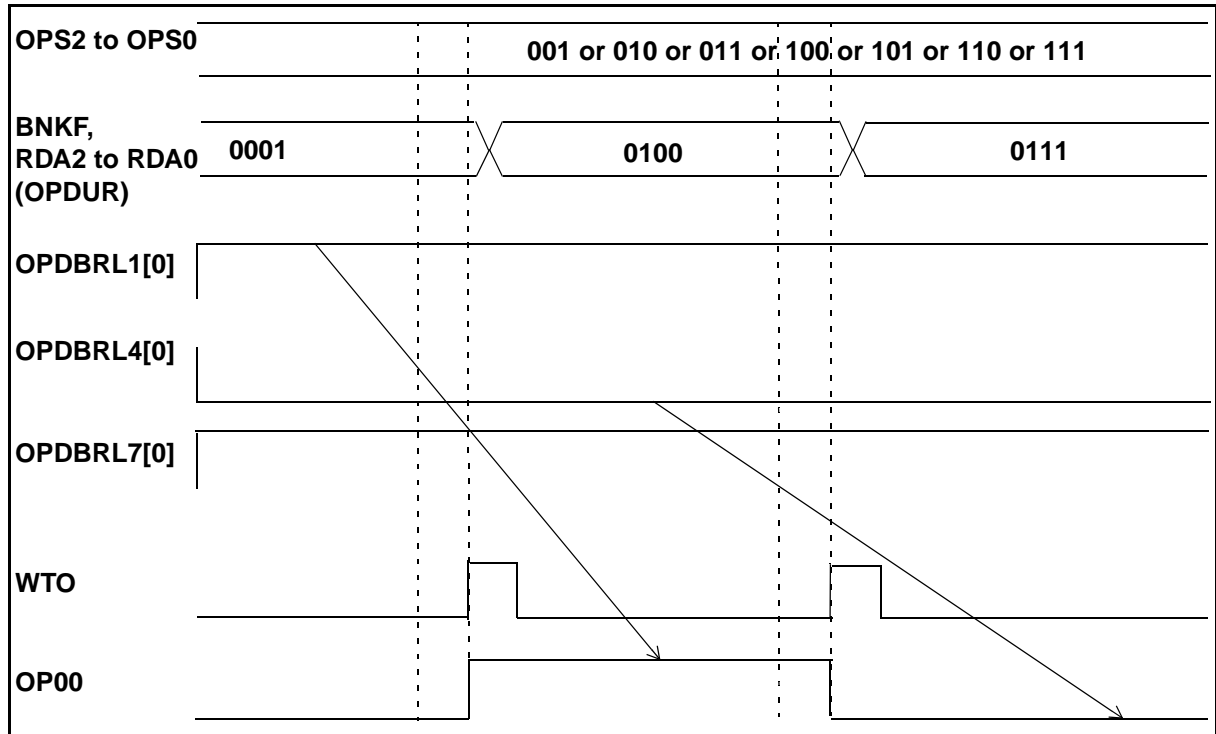 OPS2 to OPS0
001 or 010 or 011 or 100 or 101 or 110 or 111
BNKF,
RDA2 to RDA0
(OPDUR)
0001
0100
0111
OPDBRL1[0]
OPDBRL4[0]
OPDBRL7[0]
WTO
OP00